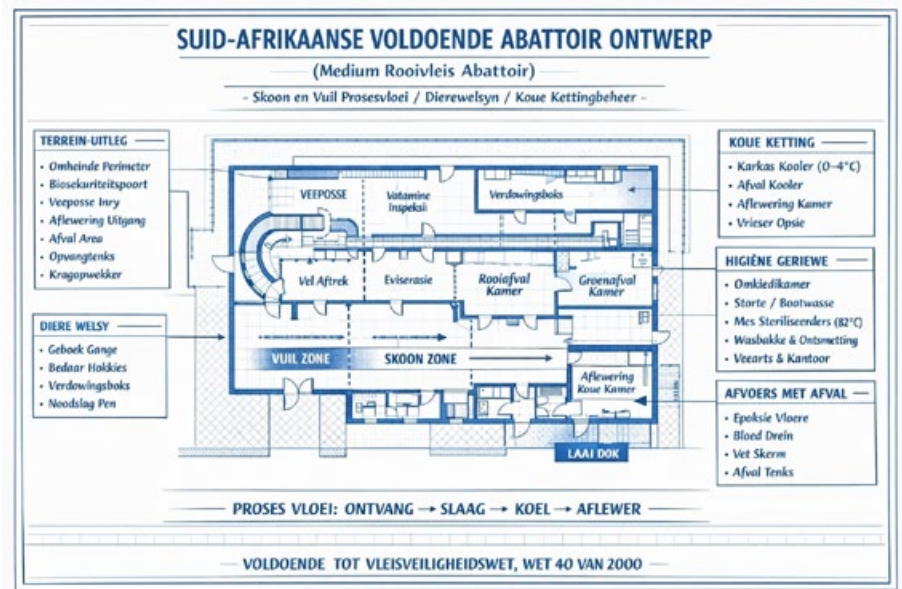 SUID-AFRIKAANSE VOLDOENDE ABATTOIR ONTWERP
(Medium Rooivleis Abattoir)
- Skoon en Vuil Prosesvloei / Dierewelsyn / Koue Kettingbeheer -
TERREIN-UITLEG
• Omheinde Perimeter
• Biosekuriteitspoort
• Veeposse Inry
• Aflewering Uitgang
• Afval Area
• Opvangtenks
• Kragopwekker
DIERE WELSY
• Geboek Gange
• Bedaar Hokkies
• Verdowingsboks
• Noodslag Pen
VEEPOSSE
Vatamine
Inspeksii
Verdowingsboks
Vel Aftrek
Eviserasie
Rooiafval
Kamer
Groenafval
Kamer
VUIL ZONE
SKOON ZONE
Aflewering
Koue Kamer
LAAI DOK
KOUE KETTING
• Karkas Kooler (0–4°C)
• Afval Kooler
• Aflewering Kamer
• Vrieser Opsie
HIGIËNE GERIEWE
• Omkledikamer
• Storte / Bootwasse
• Mes Steriliseenders (82°C)
• Wasbakke & Ontsmetting
• Veearts & Kantoor
AFVOERS MET AFVAL
• Epoksie Vloere
• Bloed Drein
• Vet Skerm
• Afval Tenks
PROSES VLOEI: ONTVANG → SLAAG → KOEL → AFLEWER
VOLDOENDE TOT VLEISVEILIGHEIDSWET, WET 40 VAN 2000